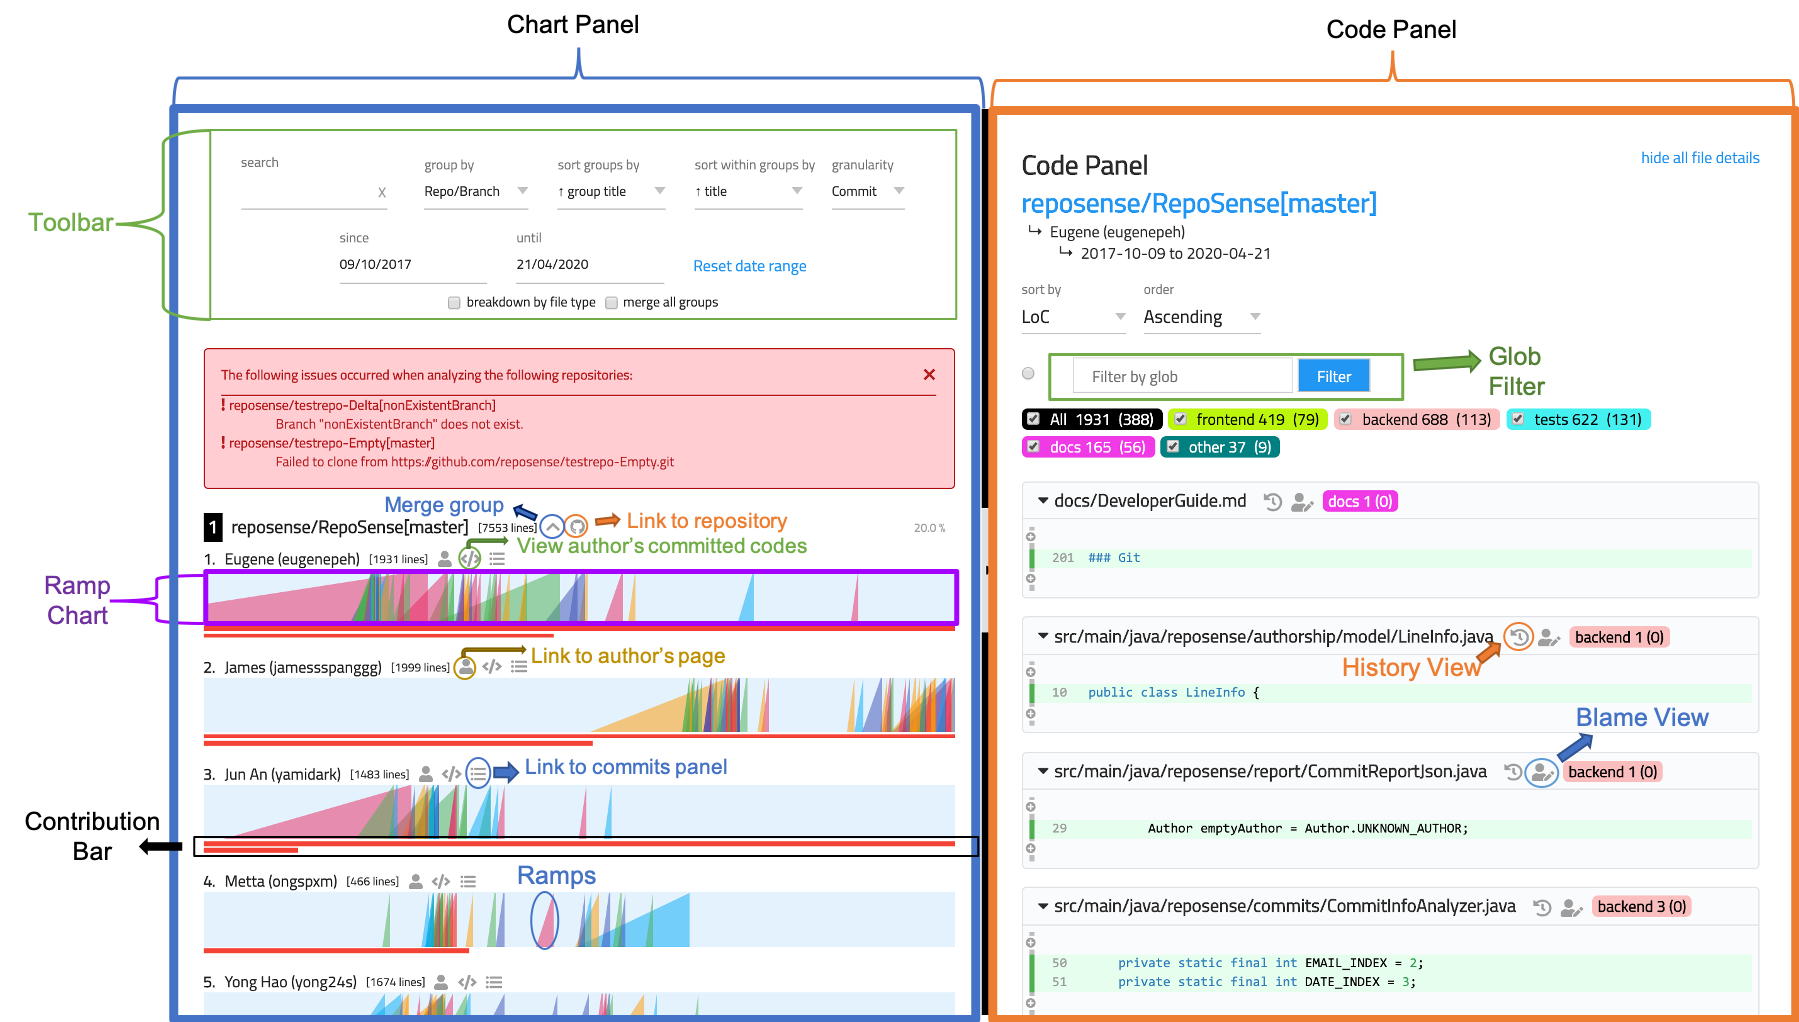 Chart Panel
Code Panel
Toolbar
search
X
group by
Repo/Branch
sort groups by
↑ group title
sort within groups by
↑ title
granularity
Commit
since
09/10/2017
until
21/04/2020
Reset date range
breakdown by file type
merge all groups
The following issues occurred when analyzing the following repositories:
! reposense/testrepo-Delta[nonExistentBranch]
Branch "nonExistentBranch" does not exist.
! reposense/testrepo-Empty[master]
Failed to clone from https://github.com/reposense/testrepo-Empty.git
Merge group
1 reposense/RepoSense[master] [7553 lines]
Link to repository
20.0 %
View author's committed codes
1. Eugene (eugenepeh) [1931 lines]
Ramp
Chart
2. James (jamessspanggg) [1999 lines]
Link to author's page
3. Jun An (yamidark) [1483 lines]
Link to commits panel
Contribution
Bar
4. Metta (ongspxm) [466 lines]
Ramps
5. Yong Hao (yong24s) [1674 lines]
Code Panel
hide all file details
reposense/RepoSense[master]
Eugene (eugenepeh)
2017-10-09 to 2020-04-21
sort by
LoC
order
Ascending
Filter by glob
Filter
Glob
Filter
All 1931 (388)
frontend 419 (79)
backend 688 (113)
tests 622 (131)
docs 165 (56)
other 37 (9)
docs/DeveloperGuide.md
docs 1 (0)
201 ### Git
src/main/java/reposense/authorship/model/LineInfo.java
backend 1 (0)
History View
10 public class LineInfo {
Blame View
src/main/java/reposense/report/CommitReportJson.java
backend 1 (0)
29 Author emptyAuthor = Author.UNKNOWN_AUTHOR;
src/main/java/reposense/commits/CommitInfoAnalyzer.java
backend 3 (0)
50 private static final int EMAIL_INDEX = 2;
51 private static final int DATE_INDEX = 3;